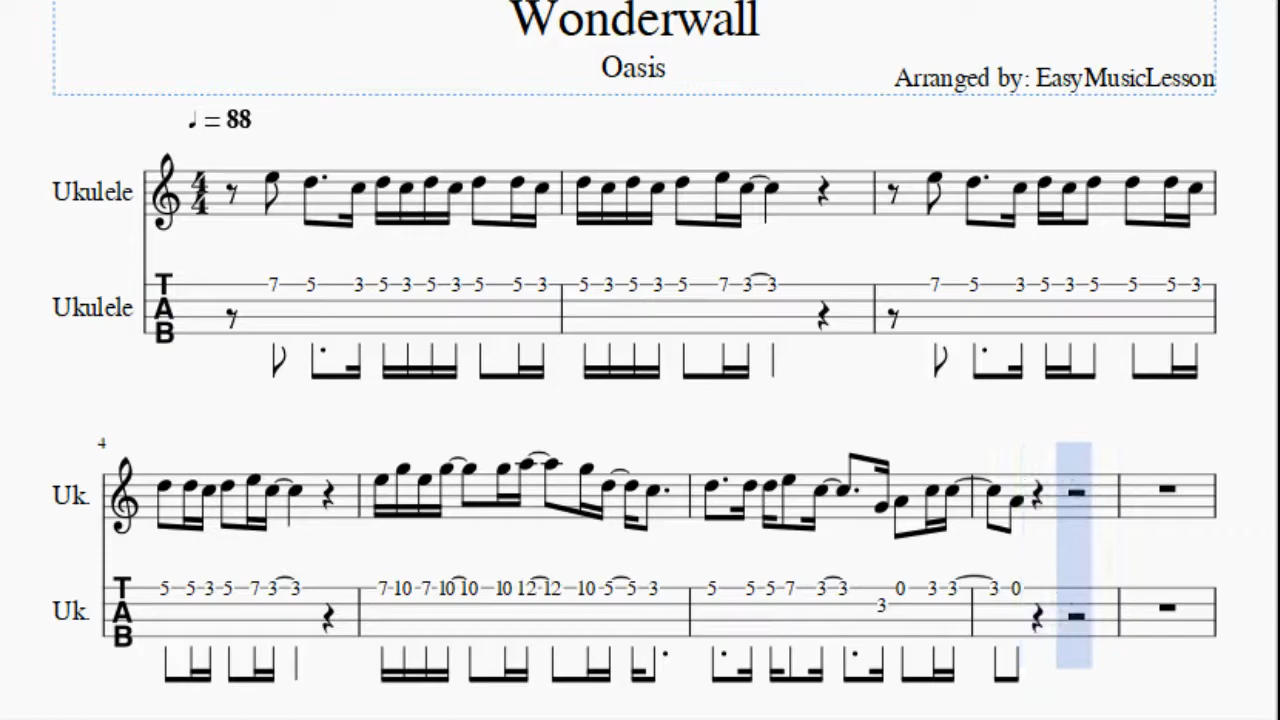 Wonderwall
Oasis
Arranged by: EasyMusicLesson
♩ = 88
Ukulele 4 4
Ukulele T A B 7 5 3 5 3 5 3 5 5 3 5 3 5 3 5 7 3 3 7 5 3 5 3 5 5 5 3
4
Uk.
Uk. T A B 5 5 3 5 7 3 3 7 10 7 10 10 10 12 12 10 5 5 3 5 5 5 7 3 3 3 0 3 3 3 0